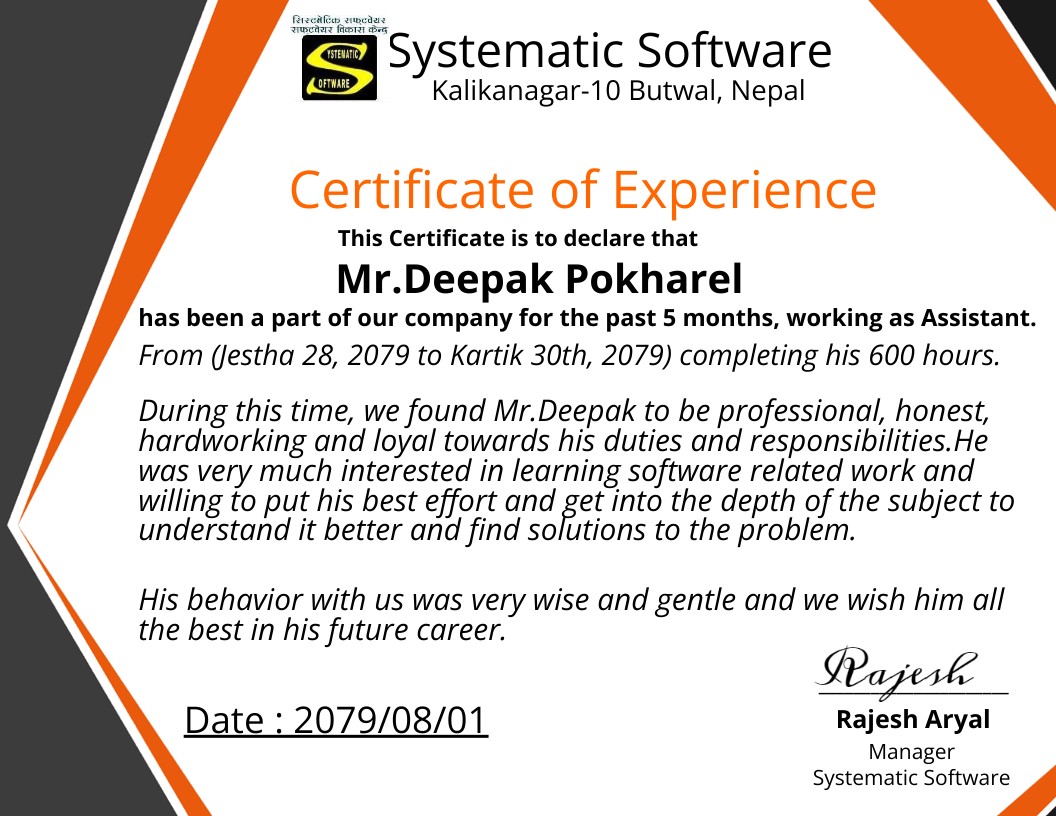 सिस्टमेटिक सफ्टवेयर
सफ्टवेयर विकास केन्द्र
YSTEMATIC
OFTWARE
Systematic Software
Kalikanagar-10 Butwal, Nepal
Certificate of Experience
This Certificate is to declare that
Mr.Deepak Pokharel
has been a part of our company for the past 5 months, working as Assistant.
From (Jestha 28, 2079 to Kartik 30th, 2079) completing his 600 hours.
During this time, we found Mr.Deepak to be professional, honest,
hardworking and loyal towards his duties and responsibilities.He
was very much interested in learning software related work and
willing to put his best effort and get into the depth of the subject to
understand it better and find solutions to the problem.
His behavior with us was very wise and gentle and we wish him all
the best in his future career.
Rajesh
Date : 2079/08/01
Rajesh Aryal
Manager
Systematic Software